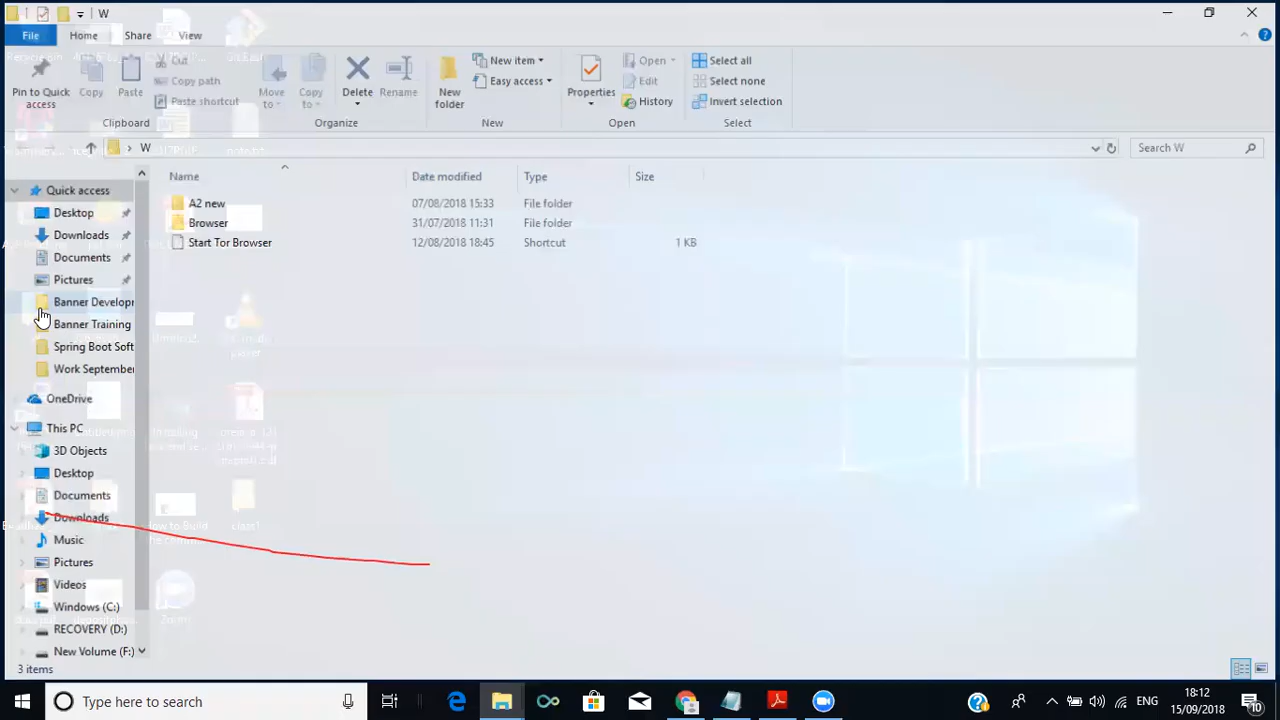 W
File Home Share View
Pin to Quick access
Copy
Paste
Cut
Copy path
Paste shortcut
Clipboard
Move to
Copy to
Delete
Rename
Organize
New folder
New item
Easy access
New
Properties
Open
Edit
History
Open
Select all
Select none
Invert selection
Select
W
Search W
Name Date modified Type Size
A2 new 07/08/2018 15:33 File folder
Browser 31/07/2018 11:31 File folder
Start Tor Browser 12/08/2018 18:45 Shortcut 1 KB
Quick access
Desktop
Downloads
Documents
Pictures
Banner Develop
Banner Training
Spring Boot Soft
Work September
OneDrive
This PC
3D Objects
Desktop
Documents
Downloads
Music
Pictures
Videos
Windows (C:)
RECOVERY (D:)
New Volume (F:)
3 items
Type here to search
ENG
18:12
15/09/2018
10